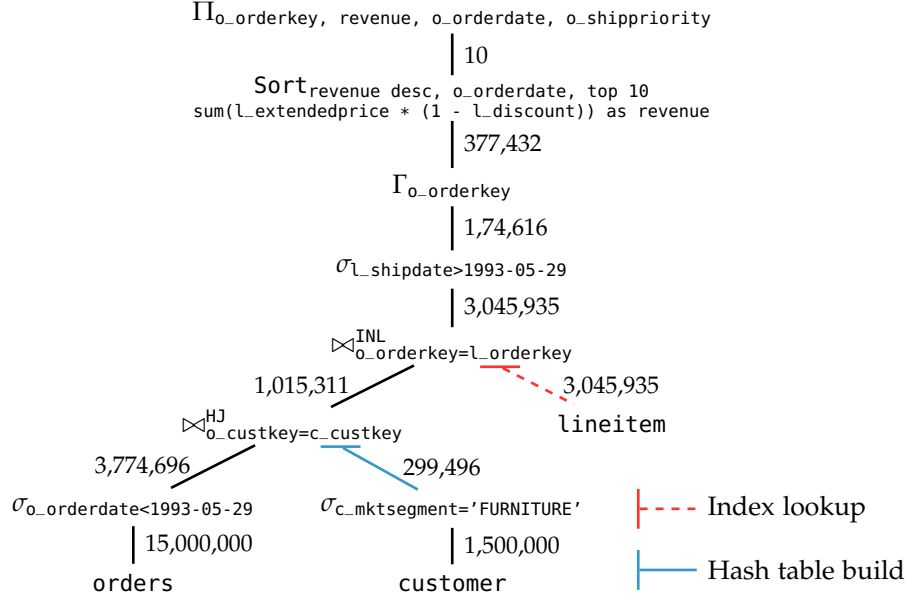 Πo_orderkey, revenue, o_orderdate, o_shippriority
10
Sortrevenue desc, o_orderdate, top 10
sum(l_extendedprice * (1 - l_discount)) as revenue
377,432
Γo_orderkey
1,74,616
σl_shipdate>1993-05-29
3,045,935
⋈INL o_orderkey=l_orderkey
1,015,311 3,045,935
lineitem
⋈HJ o_custkey=c_custkey
3,774,696 299,496
σo_orderdate<1993-05-29 σc_mktsegment='FURNITURE' Index lookup
15,000,000 1,500,000
orders customer Hash table build